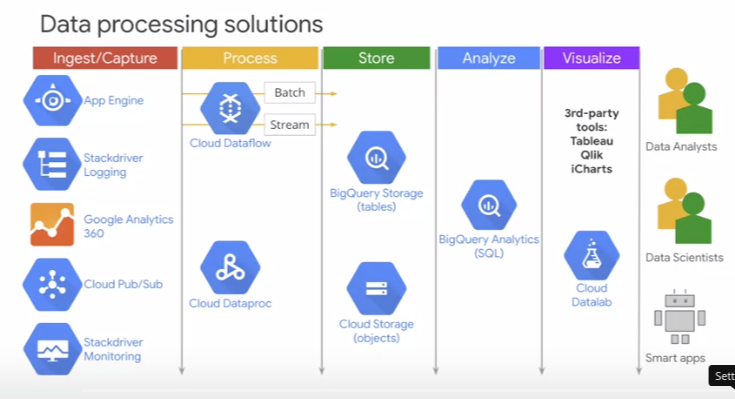 Data processing solutions
Ingest/Capture
Process
Store
Analyze
Visualize
App Engine
Stackdriver
Logging
Google Analytics
360
Cloud Pub/Sub
Stackdriver
Monitoring
Batch
Stream
Cloud Dataflow
Cloud Dataproc
BigQuery Storage
(tables)
Cloud Storage
(objects)
BigQuery Analytics
(SQL)
3rd-party
tools:
Tableau
Qlik
iCharts
Cloud
Datalab
Data Analysts
Data Scientists
Smart apps
Sett